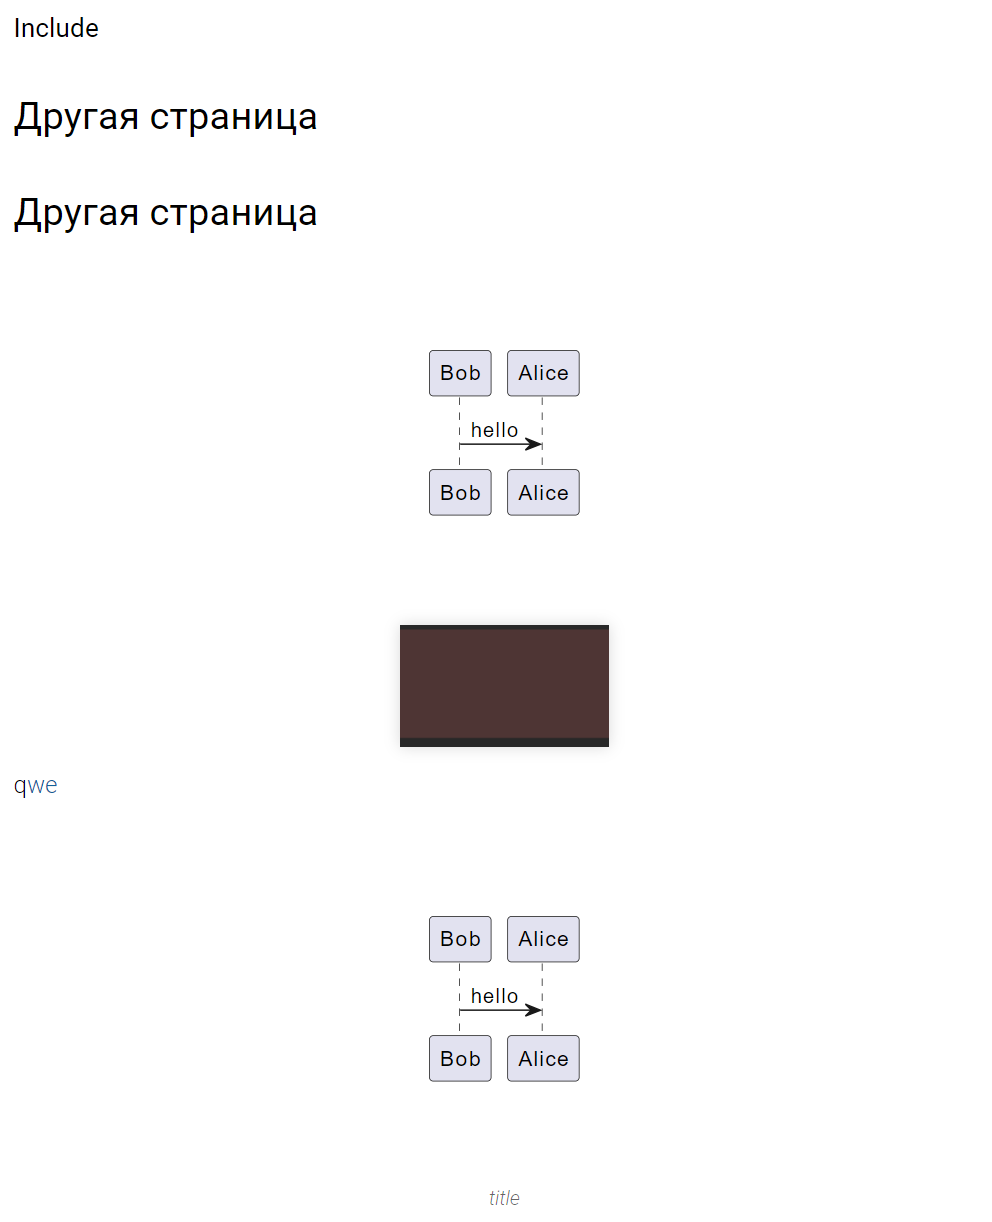 Include
Другая страница
Другая страница
Bob Alice
hello
Bob Alice
qwe
Bob Alice
hello
Bob Alice
title